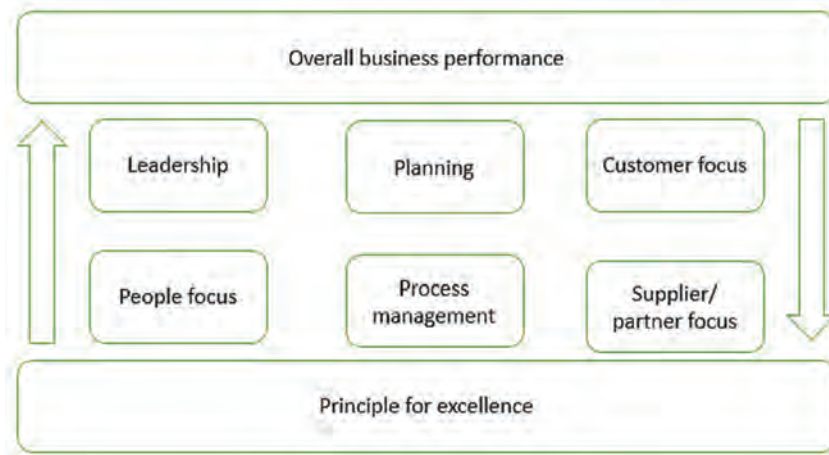 Overall business performance
Leadership
Planning
Customer focus
People focus
Process
management
Supplier/
partner focus
Principle for excellence